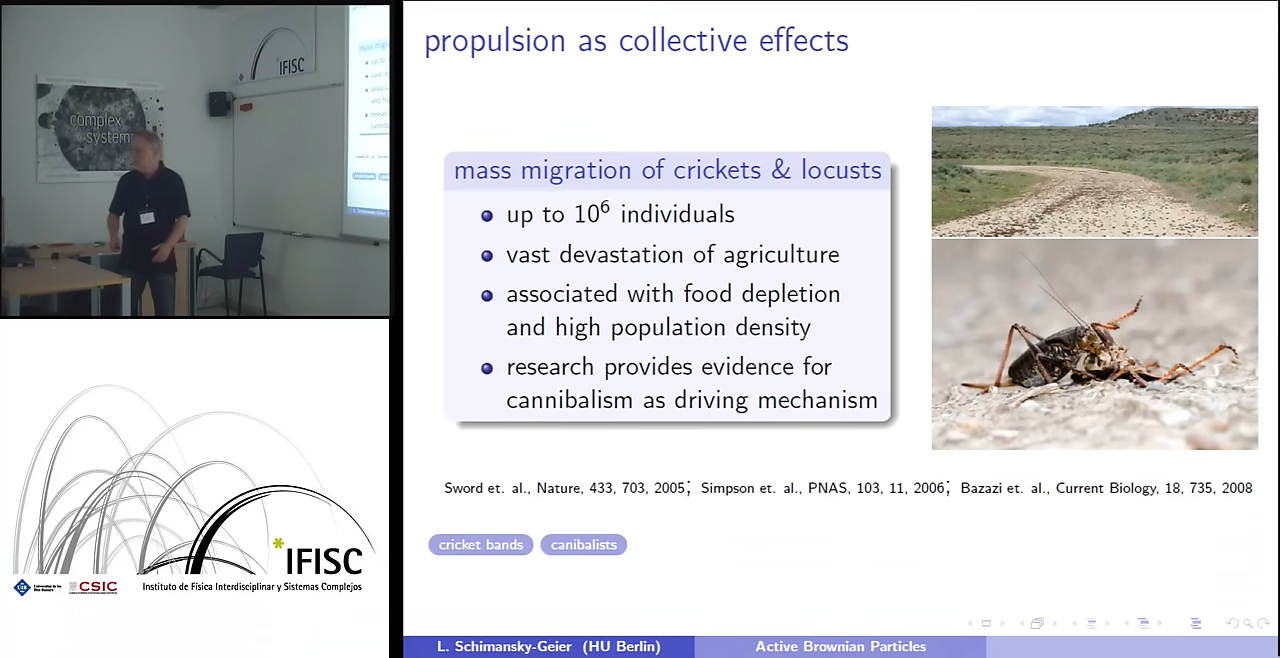 propulsion as collective effects
mass migration of crickets & locusts
up to 10⁶ individuals
vast devastation of agriculture
associated with food depletion
and high population density
research provides evidence for
cannibalism as driving mechanism
Sword et. al., Nature, 433, 703, 2005; Simpson et. al., PNAS, 103, 11, 2006; Bazazi et. al., Current Biology, 18, 735, 2008
cricket bands canibalists
L. Schimansky-Geier (HU Berlin) Active Brownian Particles
complex
systems
IFISC
IFISC
CSIC
Instituto de Física Interdisciplinar y Sistemas Complejos